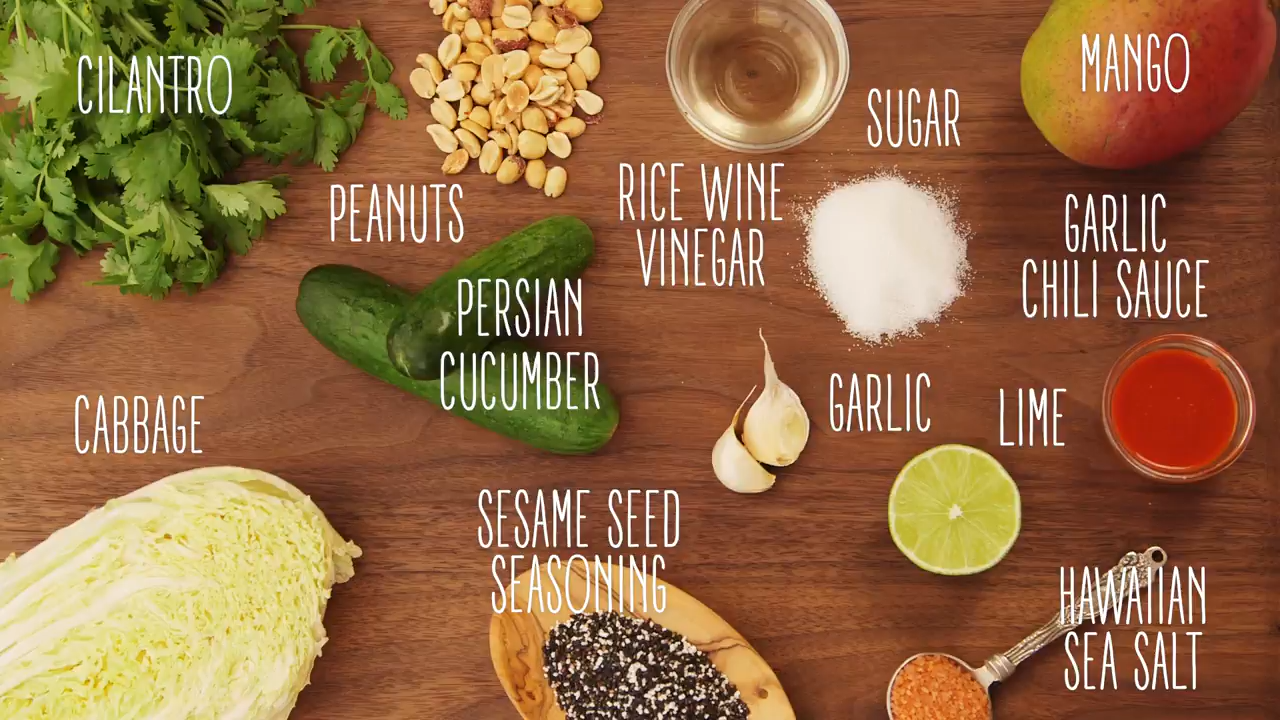 CILANTRO
PEANUTS
RICE WINE
VINEGAR
SUGAR
MANGO
GARLIC
CHILI SAUCE
PERSIAN
CUCUMBER
CABBAGE
GARLIC
LIME
SESAME SEED
SEASONING
HAWAIIAN
SEA SALT